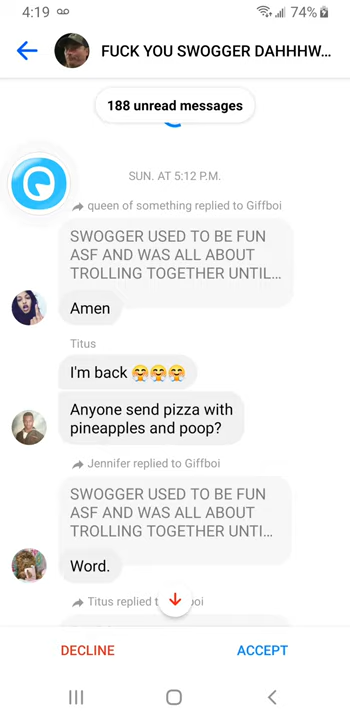 4:19
74%
FUCK YOU SWOGGER DAHHHW...
188 unread messages
SUN. AT 5:12 P.M.
queen of something replied to Giffboi
SWOGGER USED TO BE FUN
ASF AND WAS ALL ABOUT
TROLLING TOGETHER UNTIL...
Amen
Titus
I'm back 🤗🤗🤗
Anyone send pizza with
pineapples and poop?
Jennifer replied to Giffboi
SWOGGER USED TO BE FUN
ASF AND WAS ALL ABOUT
TROLLING TOGETHER UNTI...
Word.
Titus replied t oi
DECLINE
ACCEPT